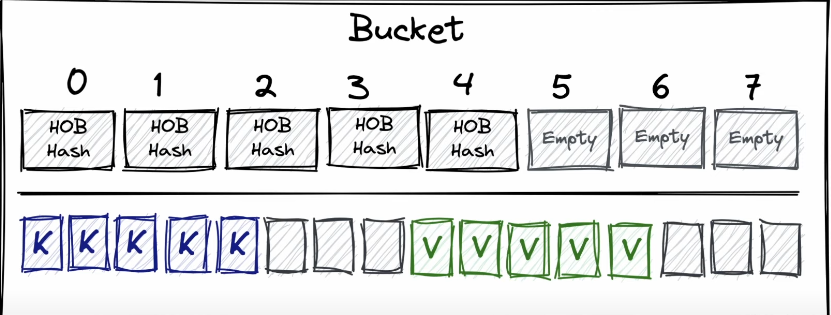 Bucket
0 1 2 3 4 5 6 7
HOB HOB HOB HOB HOB
Hash Hash Hash Hash Hash Empty Empty Empty
K K K K K V V V V V